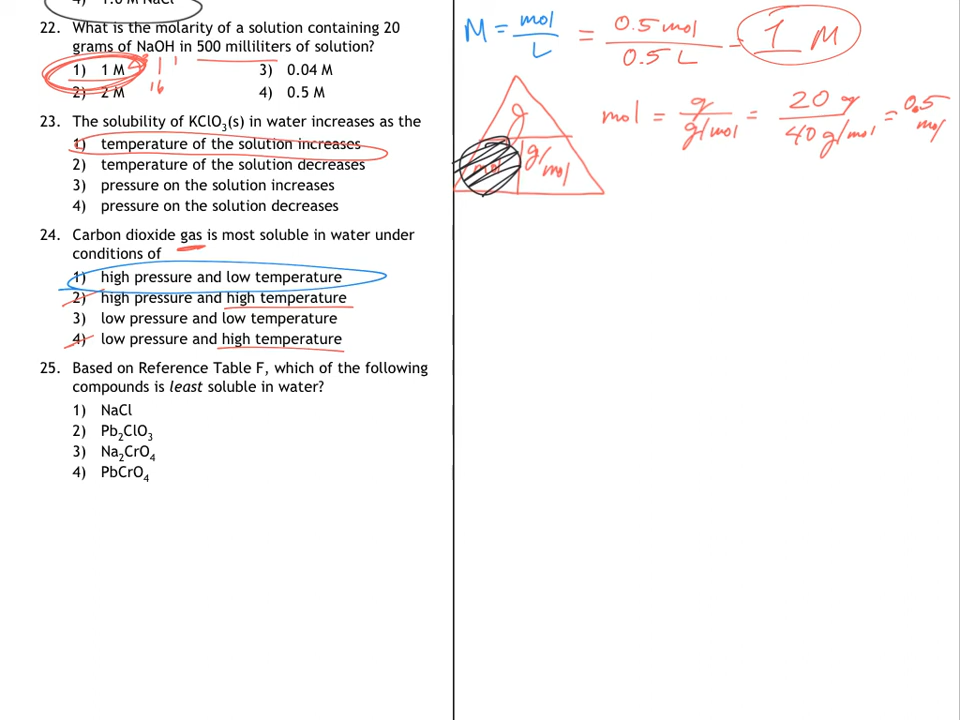 22. What is the molarity of a solution containing 20
grams of NaOH in 500 milliliters of solution?
1) 1 M 3) 0.04 M
2) 2 M 4) 0.5 M
16
23. The solubility of KClO₃(s) in water increases as the
1) temperature of the solution increases
2) temperature of the solution decreases
3) pressure on the solution increases
4) pressure on the solution decreases
24. Carbon dioxide gas is most soluble in water under
conditions of
1) high pressure and low temperature
2) high pressure and high temperature
3) low pressure and low temperature
4) low pressure and high temperature
25. Based on Reference Table F, which of the following
compounds is least soluble in water?
1) NaCl
2) Pb₂ClO₃
3) Na₂CrO₄
4) PbCrO₄
M = mol/L = 0.5 mol/0.5 L = 1 M
mol = g/g/mol = 20 g/40 g/mol = 0.5 mol
g
mol g/mol